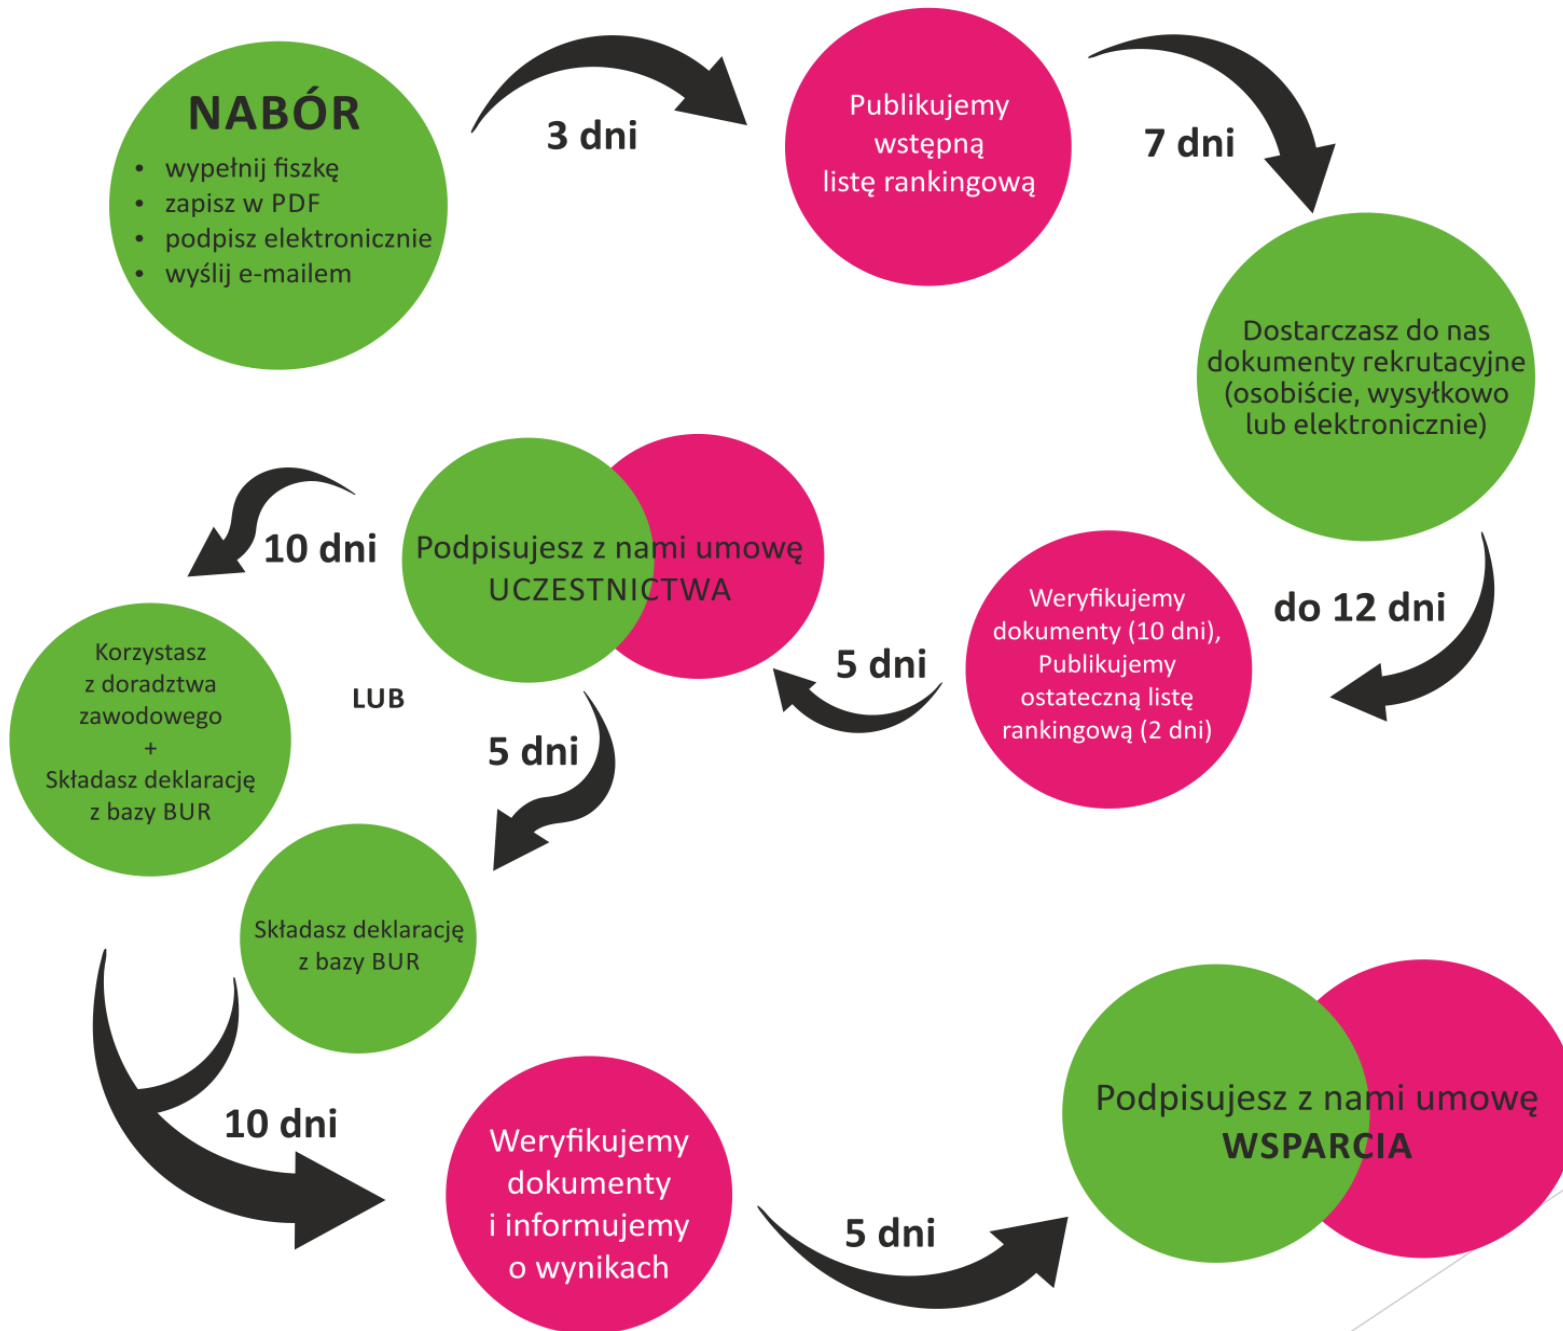 NABÓR
• wypełnij fiszkę
• zapisz w PDF
• podpisz elektronicznie
• wyślij e-mailem
3 dni
Publikujemy
wstępną
listę rankingową
7 dni
Dostarczasz do nas
dokumenty rekrutacyjne
(osobiście, wysyłkowo
lub elektronicznie)
do 12 dni
Weryfikujemy
dokumenty (10 dni),
Publikujemy
ostateczną listę
rankingową (2 dni)
5 dni
Podpisujesz z nami umowę
UCZESTNICTWA
10 dni
Korzystasz
z doradztwa
zawodowego
+
Składasz deklarację
z bazy BUR
LUB
5 dni
Składasz deklarację
z bazy BUR
10 dni
Weryfikujemy
dokumenty
i informujemy
o wynikach
5 dni
Podpisujesz z nami umowę
WSPARCIA